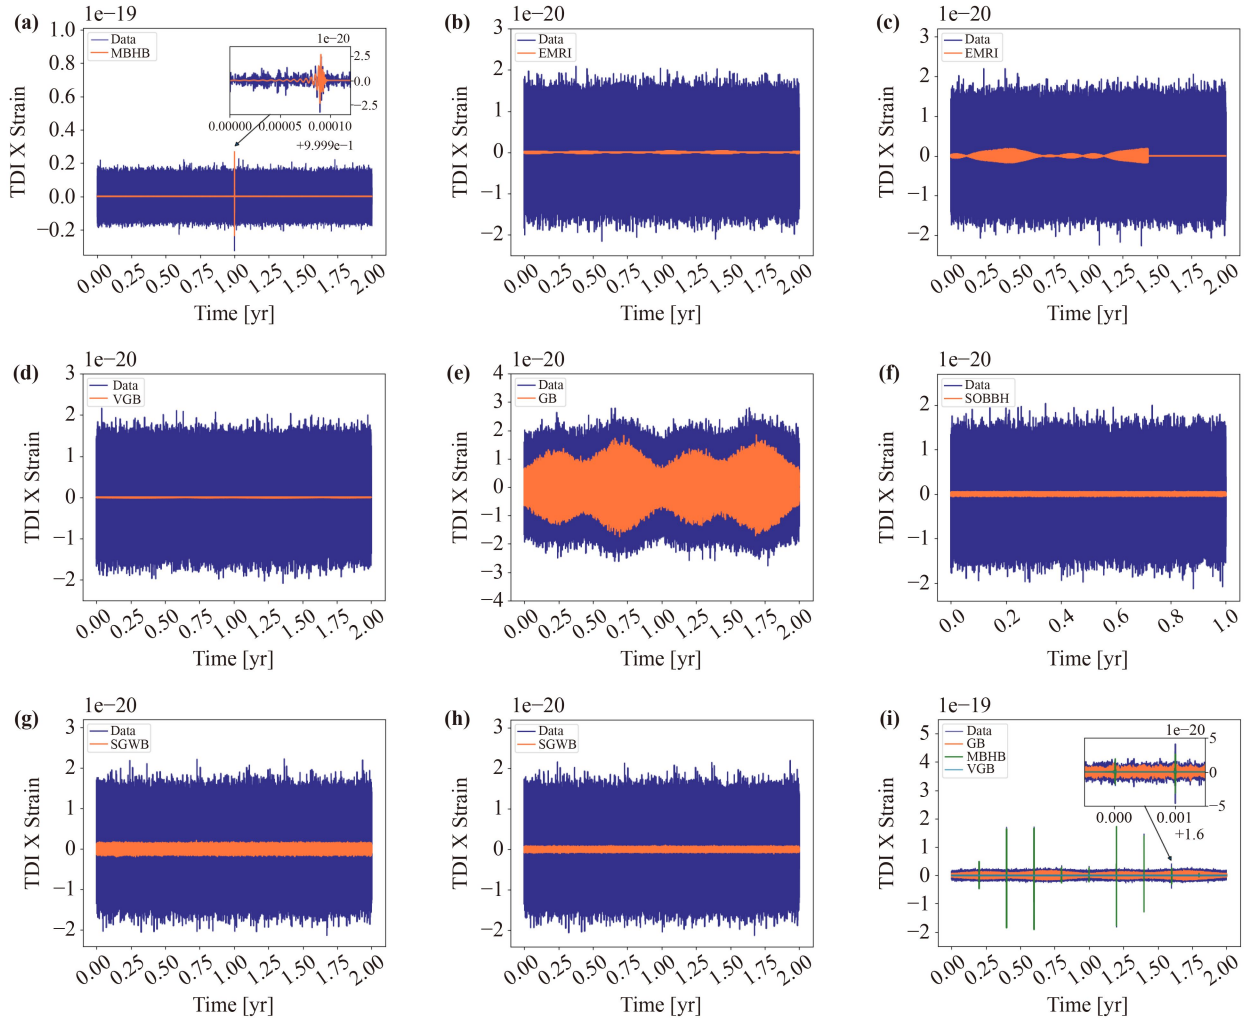 (a)
1e−19
1.0
0.9
0.7
0.6
0.4
0.2
0.0
−0.2
TDI X Strain
Data
MBHB
1e−20
2.5
0.0
−2.5
0.00000 0.00005 0.00010
+9.999e−1
0.00 0.25 0.50 0.75 1.00 1.25 1.50 1.75 2.00
Time [yr]
(b)
1e−20
3
2
1
0
−1
−2
TDI X Strain
Data
EMRI
0.00 0.25 0.50 0.75 1.00 1.25 1.50 1.75 2.00
Time [yr]
(c)
1e−20
3
2
1
0
−1
−2
TDI X Strain
Data
EMRI
0.00 0.25 0.50 0.75 1.00 1.25 1.50 1.75 2.00
Time [yr]
(d)
1e−20
3
2
1
0
−1
−2
TDI X Strain
Data
VGB
0.00 0.25 0.50 0.75 1.00 1.25 1.50 1.75 2.00
Time [yr]
(e)
1e−20
4
3
2
1
0
−1
−2
−3
−4
TDI X Strain
Data
GB
0.00 0.25 0.50 0.75 1.00 1.25 1.50 1.75 2.00
Time [yr]
(f)
1e−20
2
1
0
−1
−2
TDI X Strain
Data
SOBBH
0.0 0.2 0.4 0.6 0.8 1.0
Time [yr]
(g)
1e−20
3
2
1
0
−1
−2
TDI X Strain
Data
SGWB
0.00 0.25 0.50 0.75 1.00 1.25 1.50 1.75 2.00
Time [yr]
(h)
1e−20
3
2
1
0
−1
−2
TDI X Strain
Data
SGWB
0.00 0.25 0.50 0.75 1.00 1.25 1.50 1.75 2.00
Time [yr]
(i)
1e−19
5
4
3
2
1
0
−1
−2
TDI X Strain
Data
GB
MBHB
VGB
1e−20
5
0
−5
0.000 0.001
+1.6
0.00 0.25 0.50 0.75 1.00 1.25 1.50 1.75 2.00
Time [yr]